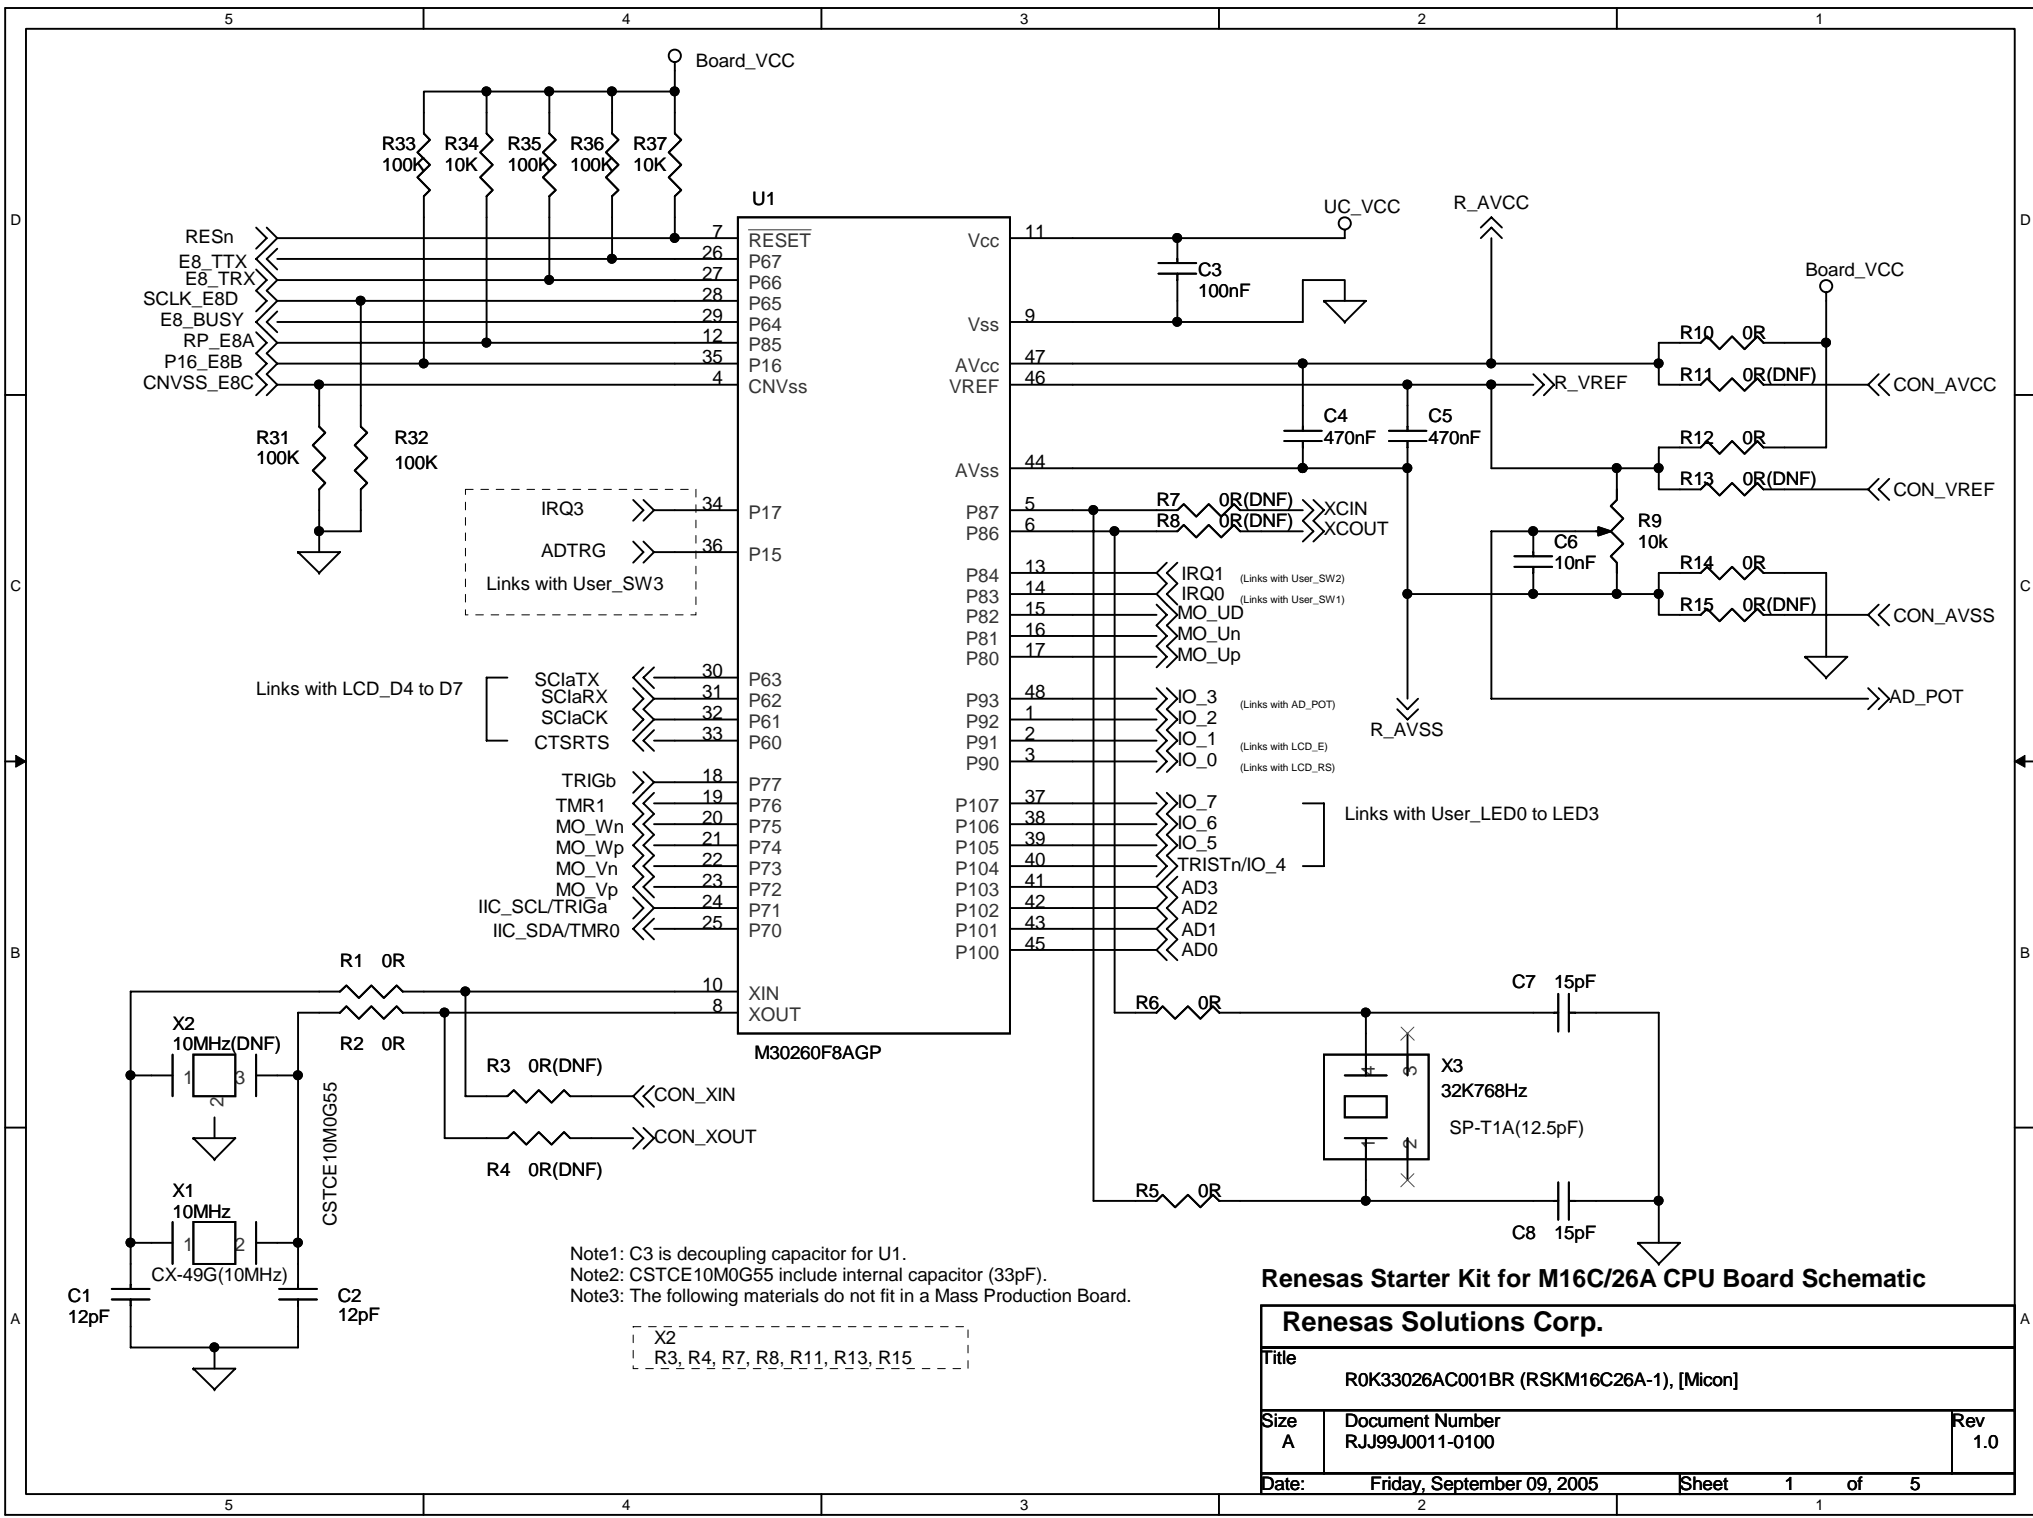 5 4 3 2 1
D
C
B
A
D
C
B
A
Board_VCC
R33
100K
R34
10K
R35
100K
R36
100K
R37
10K
U1
RESn
E8_TTX
E8_TRX
SCLK_E8D
E8_BUSY
RP_E8A
P16_E8B
CNVSS_E8C
7 RESET
26 P67
27 P66
28 P65
29 P64
12 P85
35 P16
4 CNVss
R31
100K
R32
100K
IRQ3 34 P17
ADTRG 36 P15
Links with User_SW3
Links with LCD_D4 to D7
SCIaTX 30 P63
SCIaRX 31 P62
SCIaCK 32 P61
CTSRTS 33 P60
TRIGb 18 P77
TMR1 19 P76
MO_Wn 20 P75
MO_Wp 21 P74
MO_Vn 22 P73
MO_Vp 23 P72
IIC_SCL/TRIGa 24 P71
IIC_SDA/TMR0 25 P70
R1 0R
10 XIN
8 XOUT
R2 0R
M30260F8AGP
X2
10MHz(DNF)
1 3
2
CSTCE10M0G55
X1
10MHz
1 2
CX-49G(10MHz)
C1
12pF
C2
12pF
R3 0R(DNF)
CON_XIN
CON_XOUT
R4 0R(DNF)
Vcc 11
Vss 9
AVcc 47
VREF 46
AVss 44
UC_VCC
C3
100nF
R_AVCC
Board_VCC
R_VREF
C4
470nF
C5
470nF
R10 0R
R11 0R(DNF)
CON_AVCC
R12 0R
R13 0R(DNF)
CON_VREF
R9
10k
C6
10nF
R14 0R
R15 0R(DNF)
CON_AVSS
AD_POT
R_AVSS
P87 5 R7 0R(DNF) XCIN
P86 6 R8 0R(DNF) XCOUT
P84 13 IRQ1 (Links with User_SW2)
P83 14 IRQ0 (Links with User_SW1)
P82 15 MO_UD
P81 16 MO_Un
P80 17 MO_Up
P93 48 IO_3 (Links with AD_POT)
P92 1 IO_2
P91 2 IO_1 (Links with LCD_E)
P90 3 IO_0 (Links with LCD_RS)
P107 37 IO_7
P106 38 IO_6
P105 39 IO_5
P104 40 TRISTn/IO_4
Links with User_LED0 to LED3
P103 41 AD3
P102 42 AD2
P101 43 AD1
P100 45 AD0
R6 0R
C7 15pF
4 3
X3
32K768Hz
SP-T1A(12.5pF)
1 2
R5 0R
C8 15pF
Note1: C3 is decoupling capacitor for U1.
Note2: CSTCE10M0G55 include internal capacitor (33pF).
Note3: The following materials do not fit in a Mass Production Board.
X2
R3, R4, R7, R8, R11, R13, R15
Renesas Starter Kit for M16C/26A CPU Board Schematic
Renesas Solutions Corp.
Title
R0K33026AC001BR (RSKM16C26A-1), [Micon]
Size Document Number Rev
A RJJ99J0011-0100 1.0
Date: Friday, September 09, 2005 Sheet 1 of 5
5 4 3 2 1